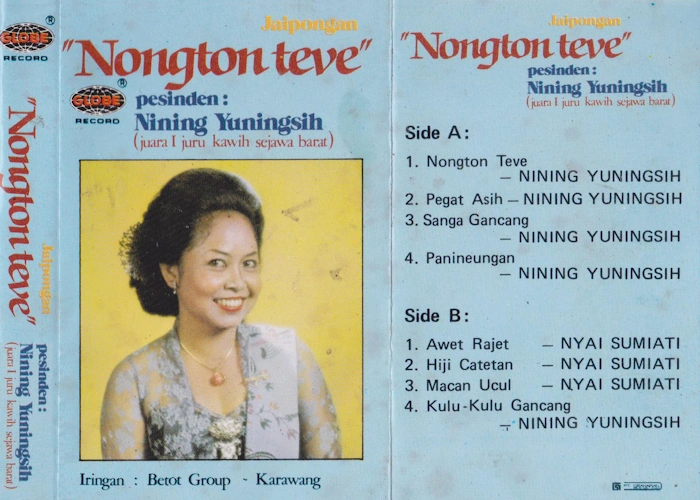 GLOBE
RECORD
"Nongton teve"
Jaipongan
pesinden:
Nining Yuningsih
(juara I juru kawih sejawa barat)
Jaipongan
"Nongton teve"
GLOBE
RECORD
pesinden:
Nining Yuningsih
(juara I juru kawih sejawa barat)
Iringan : Betot Group - Karawang
Jaipongan
"Nongton teve"
pesinden:
Nining Yuningsih
(juara I juru kawih sejawa barat)
Side A:
1. Nongton Teve
– NINING YUNINGSIH
2. Pegat Asih – NINING YUNINGSIH
3. Sanga Gancang
– NINING YUNINGSIH
4. Panineungan
– NINING YUNINGSIH
Side B:
1. Awet Rajet – NYAI SUMIATI
2. Hiji Catetan – NYAI SUMIATI
3. Macan Ucul – NYAI SUMIATI
4. Kulu-Kulu Gancang
– NINING YUNINGSIH